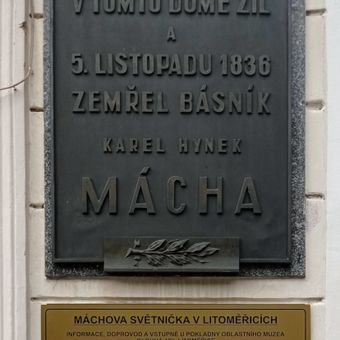 V TOMTO DOMĚ ŽIL
A
5. LISTOPADU 1836
ZEMŘEL BÁSNÍK
KAREL HYNEK
MÁCHA
MÁCHOVA SVĚTNIČKA V LITOMĚŘICÍCH
INFORMACE, DOPROVOD A VSTUPNÉ U POKLADNY OBLASTNÍHO MUZEA